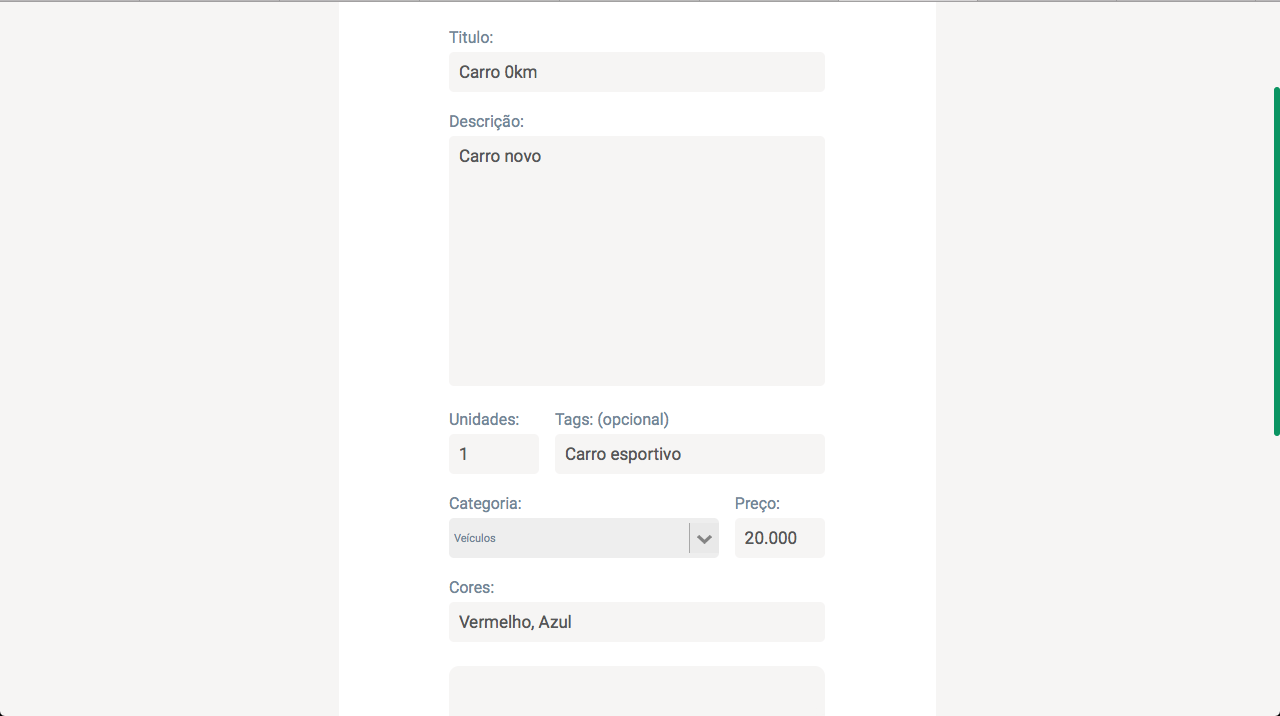 Titulo:
Carro 0km
Descrição:
Carro novo
Unidades: Tags: (opcional)
1 Carro esportivo
Categoria: Preço:
Veículos 20.000
Cores:
Vermelho, Azul